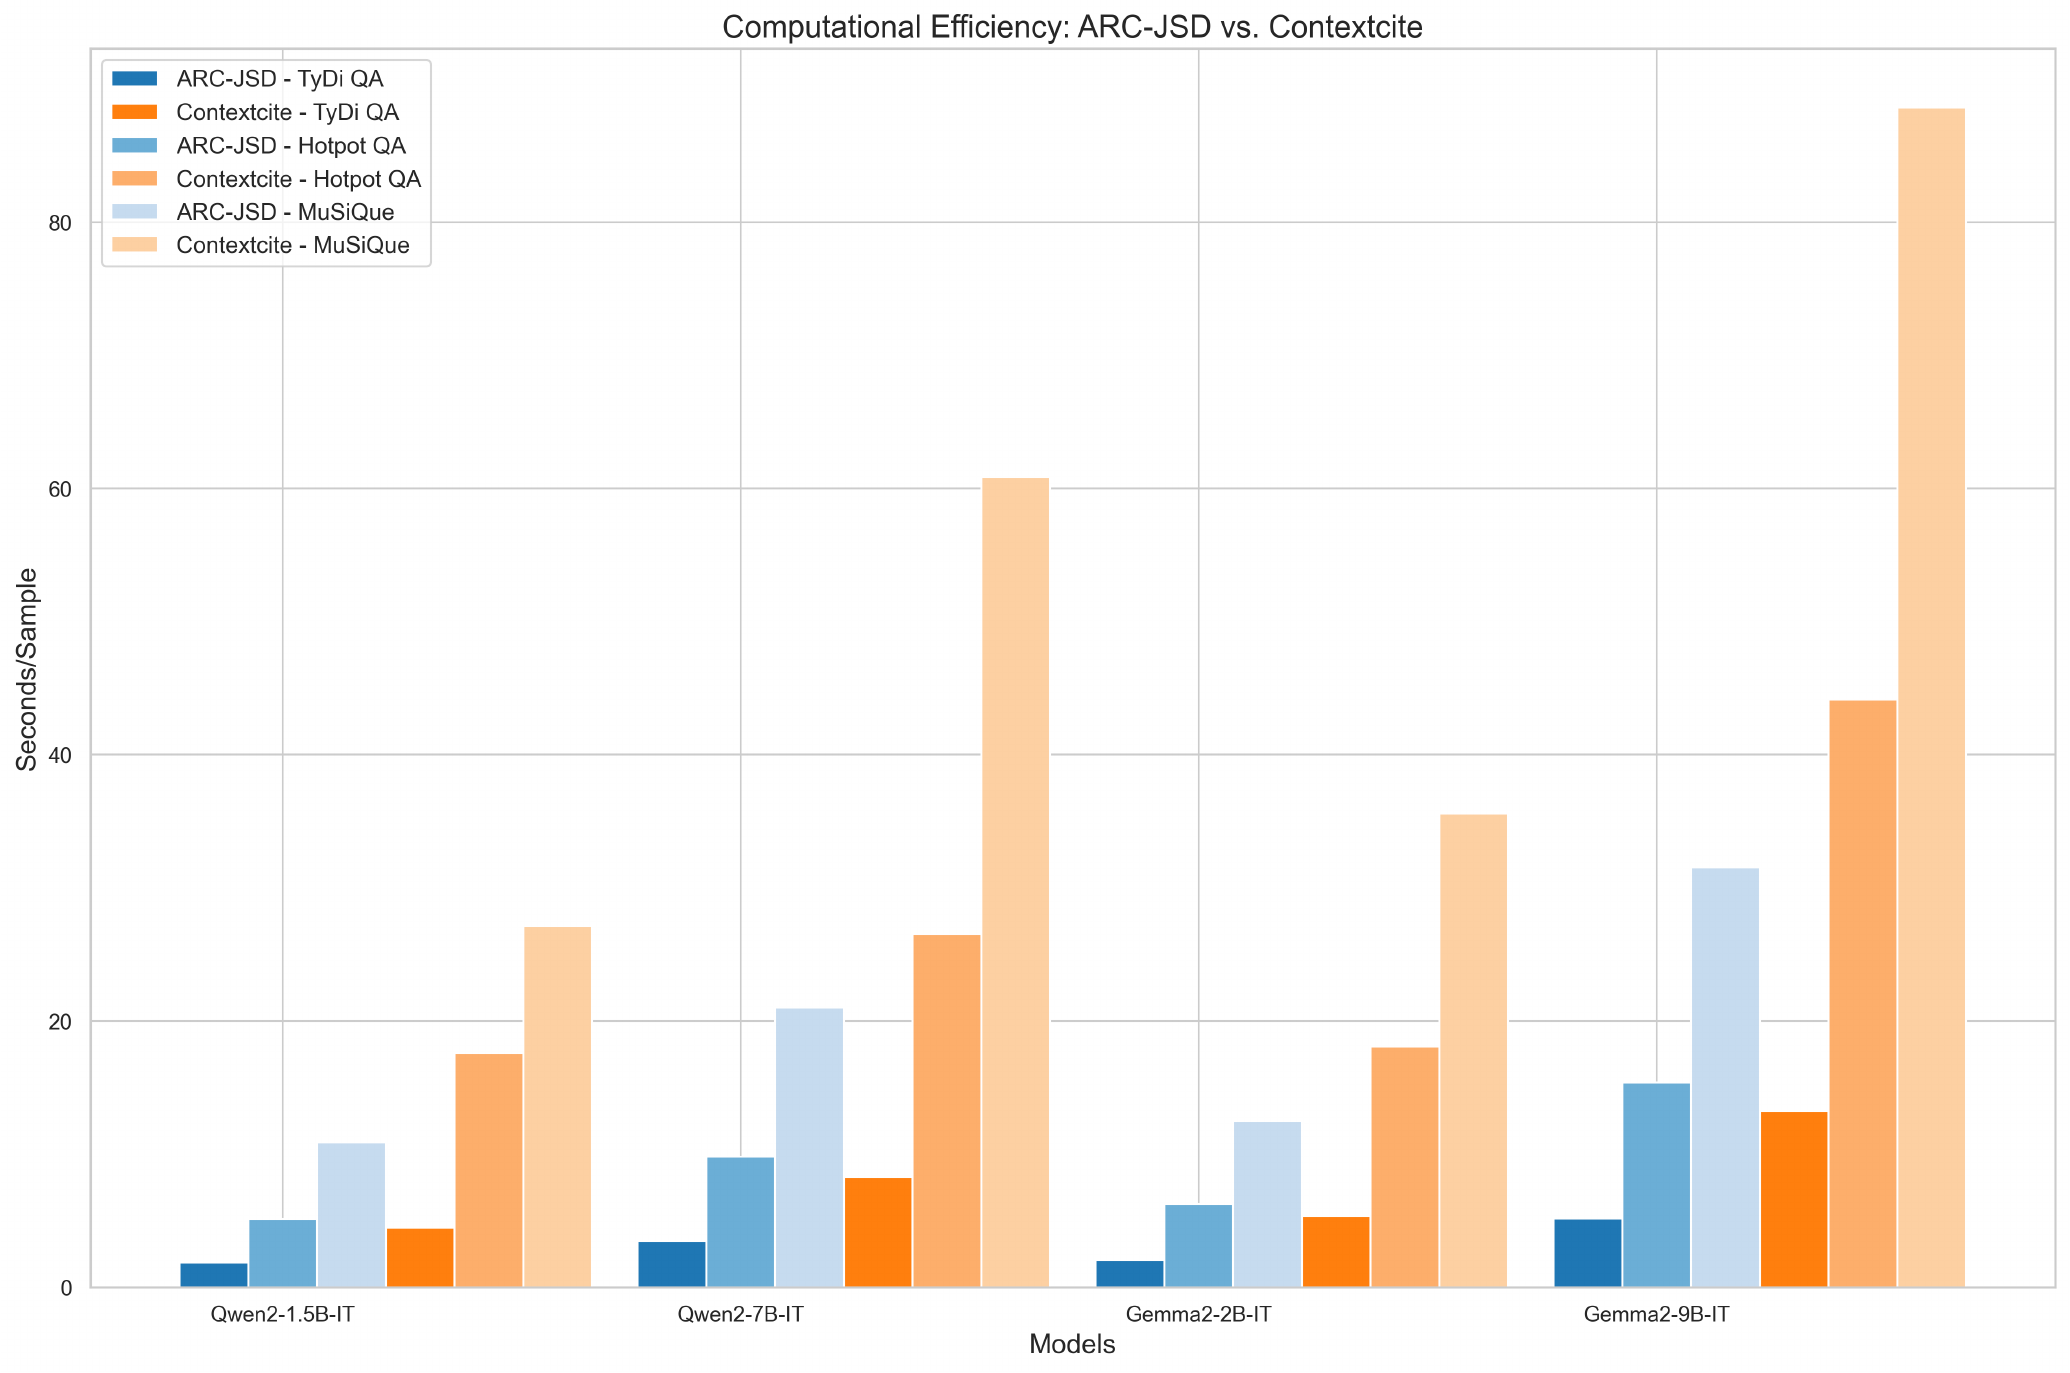 Computational Efficiency: ARC-JSD vs. Contextcite
ARC-JSD - TyDi QA
Contextcite - TyDi QA
ARC-JSD - Hotpot QA
Contextcite - Hotpot QA
ARC-JSD - MuSiQue
Contextcite - MuSiQue
80
60
40
20
0
Seconds/Sample
Qwen2-1.5B-IT
Qwen2-7B-IT
Gemma2-2B-IT
Gemma2-9B-IT
Models